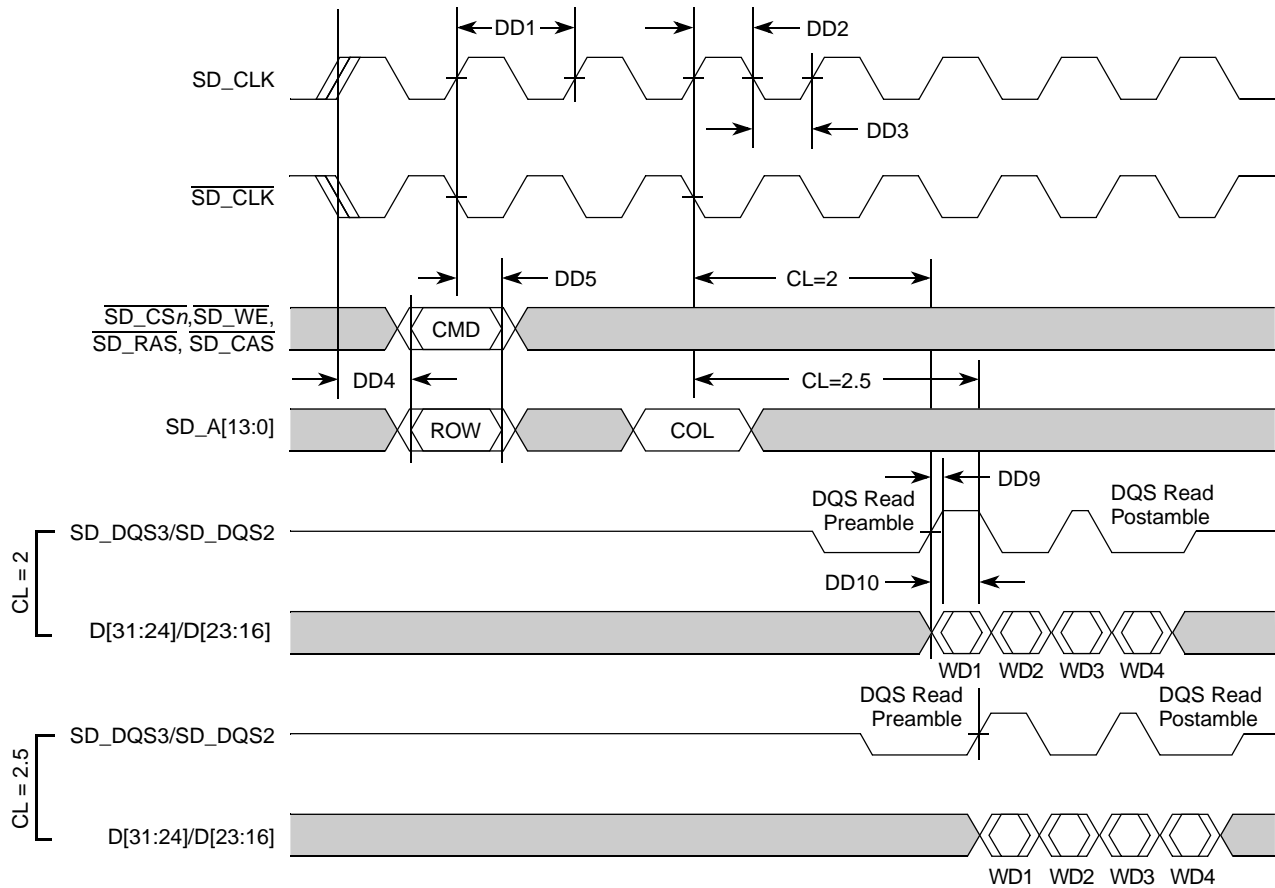 DD1
DD2
SD_CLK
DD3
SD_CLK
DD5
CL=2
SD_CSn,SD_WE,
SD_RAS, SD_CAS
CMD
DD4
CL=2.5
SD_A[13:0]
ROW
COL
DD9
DQS Read
Preamble
DQS Read
Postamble
CL = 2
SD_DQS3/SD_DQS2
DD10
D[31:24]/D[23:16]
WD1 WD2 WD3 WD4
DQS Read
Preamble
DQS Read
Postamble
CL = 2.5
SD_DQS3/SD_DQS2
D[31:24]/D[23:16]
WD1 WD2 WD3 WD4